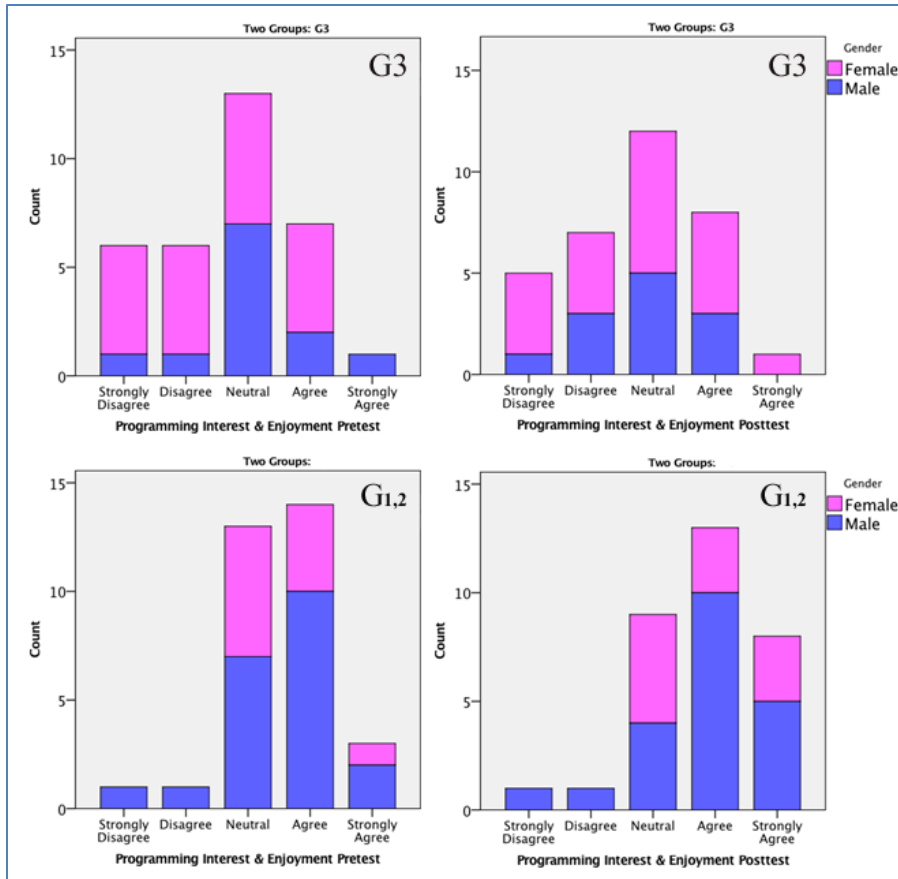 Two Groups: G3
G3
15
10
5
0
Count
Strongly Disagree
Disagree
Neutral
Agree
Strongly Agree
Programming Interest & Enjoyment Pretest
Two Groups: G3
G3
Gender
Female
Male
15
10
5
0
Count
Strongly Disagree
Disagree
Neutral
Agree
Strongly Agree
Programming Interest & Enjoyment Posttest
Two Groups:
G1,2
15
10
5
0
Count
Strongly Disagree
Disagree
Neutral
Agree
Strongly Agree
Programming Interest & Enjoyment Pretest
Two Groups:
G1,2
Gender
Female
Male
15
10
5
0
Count
Strongly Disagree
Disagree
Neutral
Agree
Strongly Agree
Programming Interest & Enjoyment Posttest